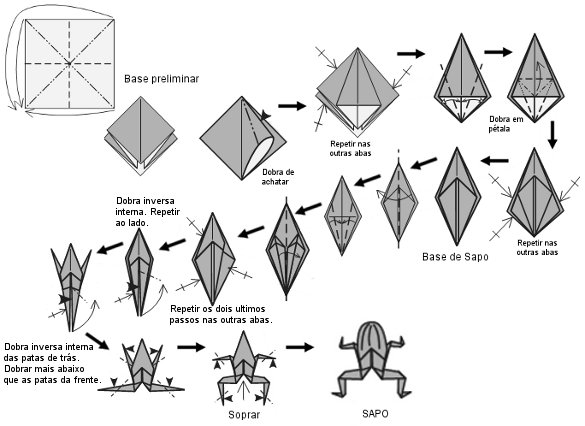 Base preliminar
Dobra de
achatar
Repetir nas
outras abas
Dobra em
pétala
Repetir nas
outras abas
Base de Sapo
Dobra inversa
interna. Repetir
ao lado.
Repetir os dois ultimos
passos nas outras abas.
Dobra inversa interna
das patas de trás.
Dobrar mais abaixo
que as patas da frente.
Soprar
SAPO